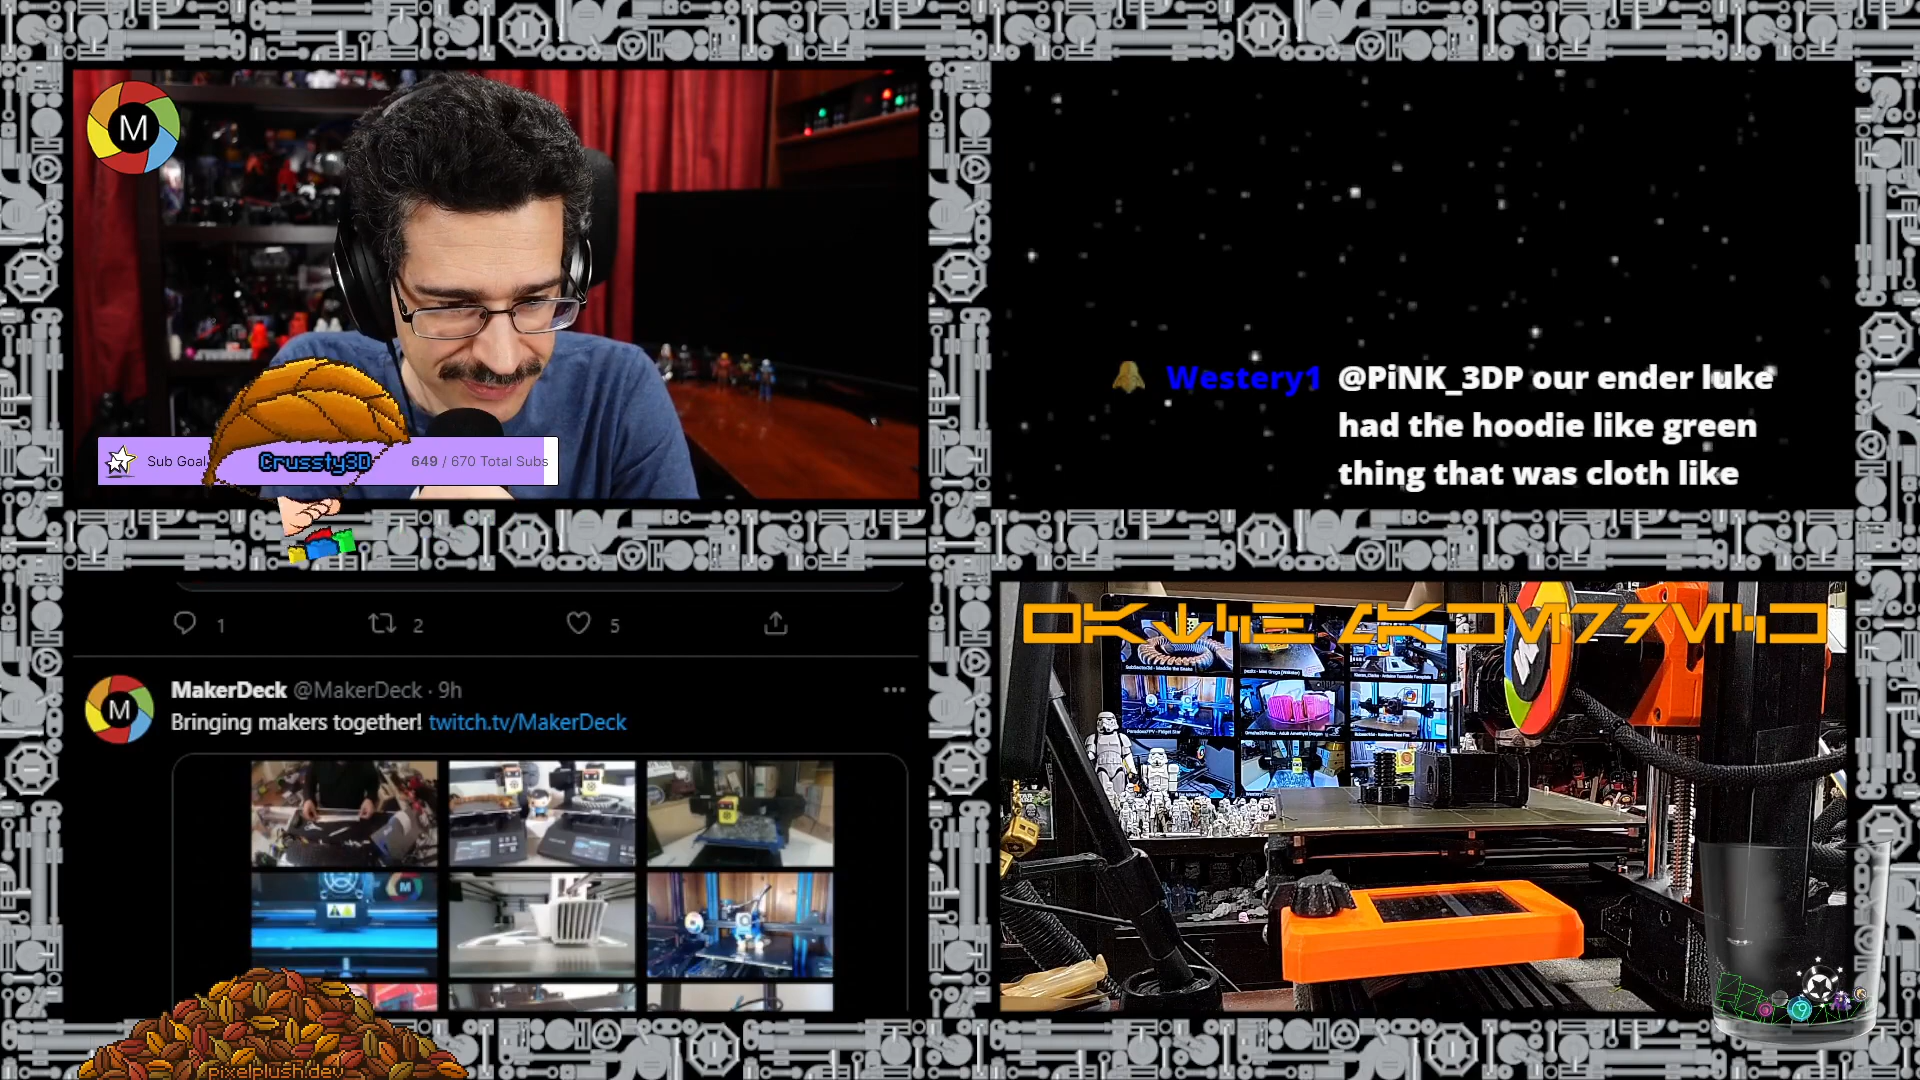 M
Sub Goal
Crussty3D
649 / 670 Total Subs
Westery1 @PiNK_3DP our ender luke
had the hoodie like green
thing that was cloth like
1
2
5
M
MakerDeck @MakerDeck · 9h
Bringing makers together! twitch.tv/MakerDeck
pixelplush.dev